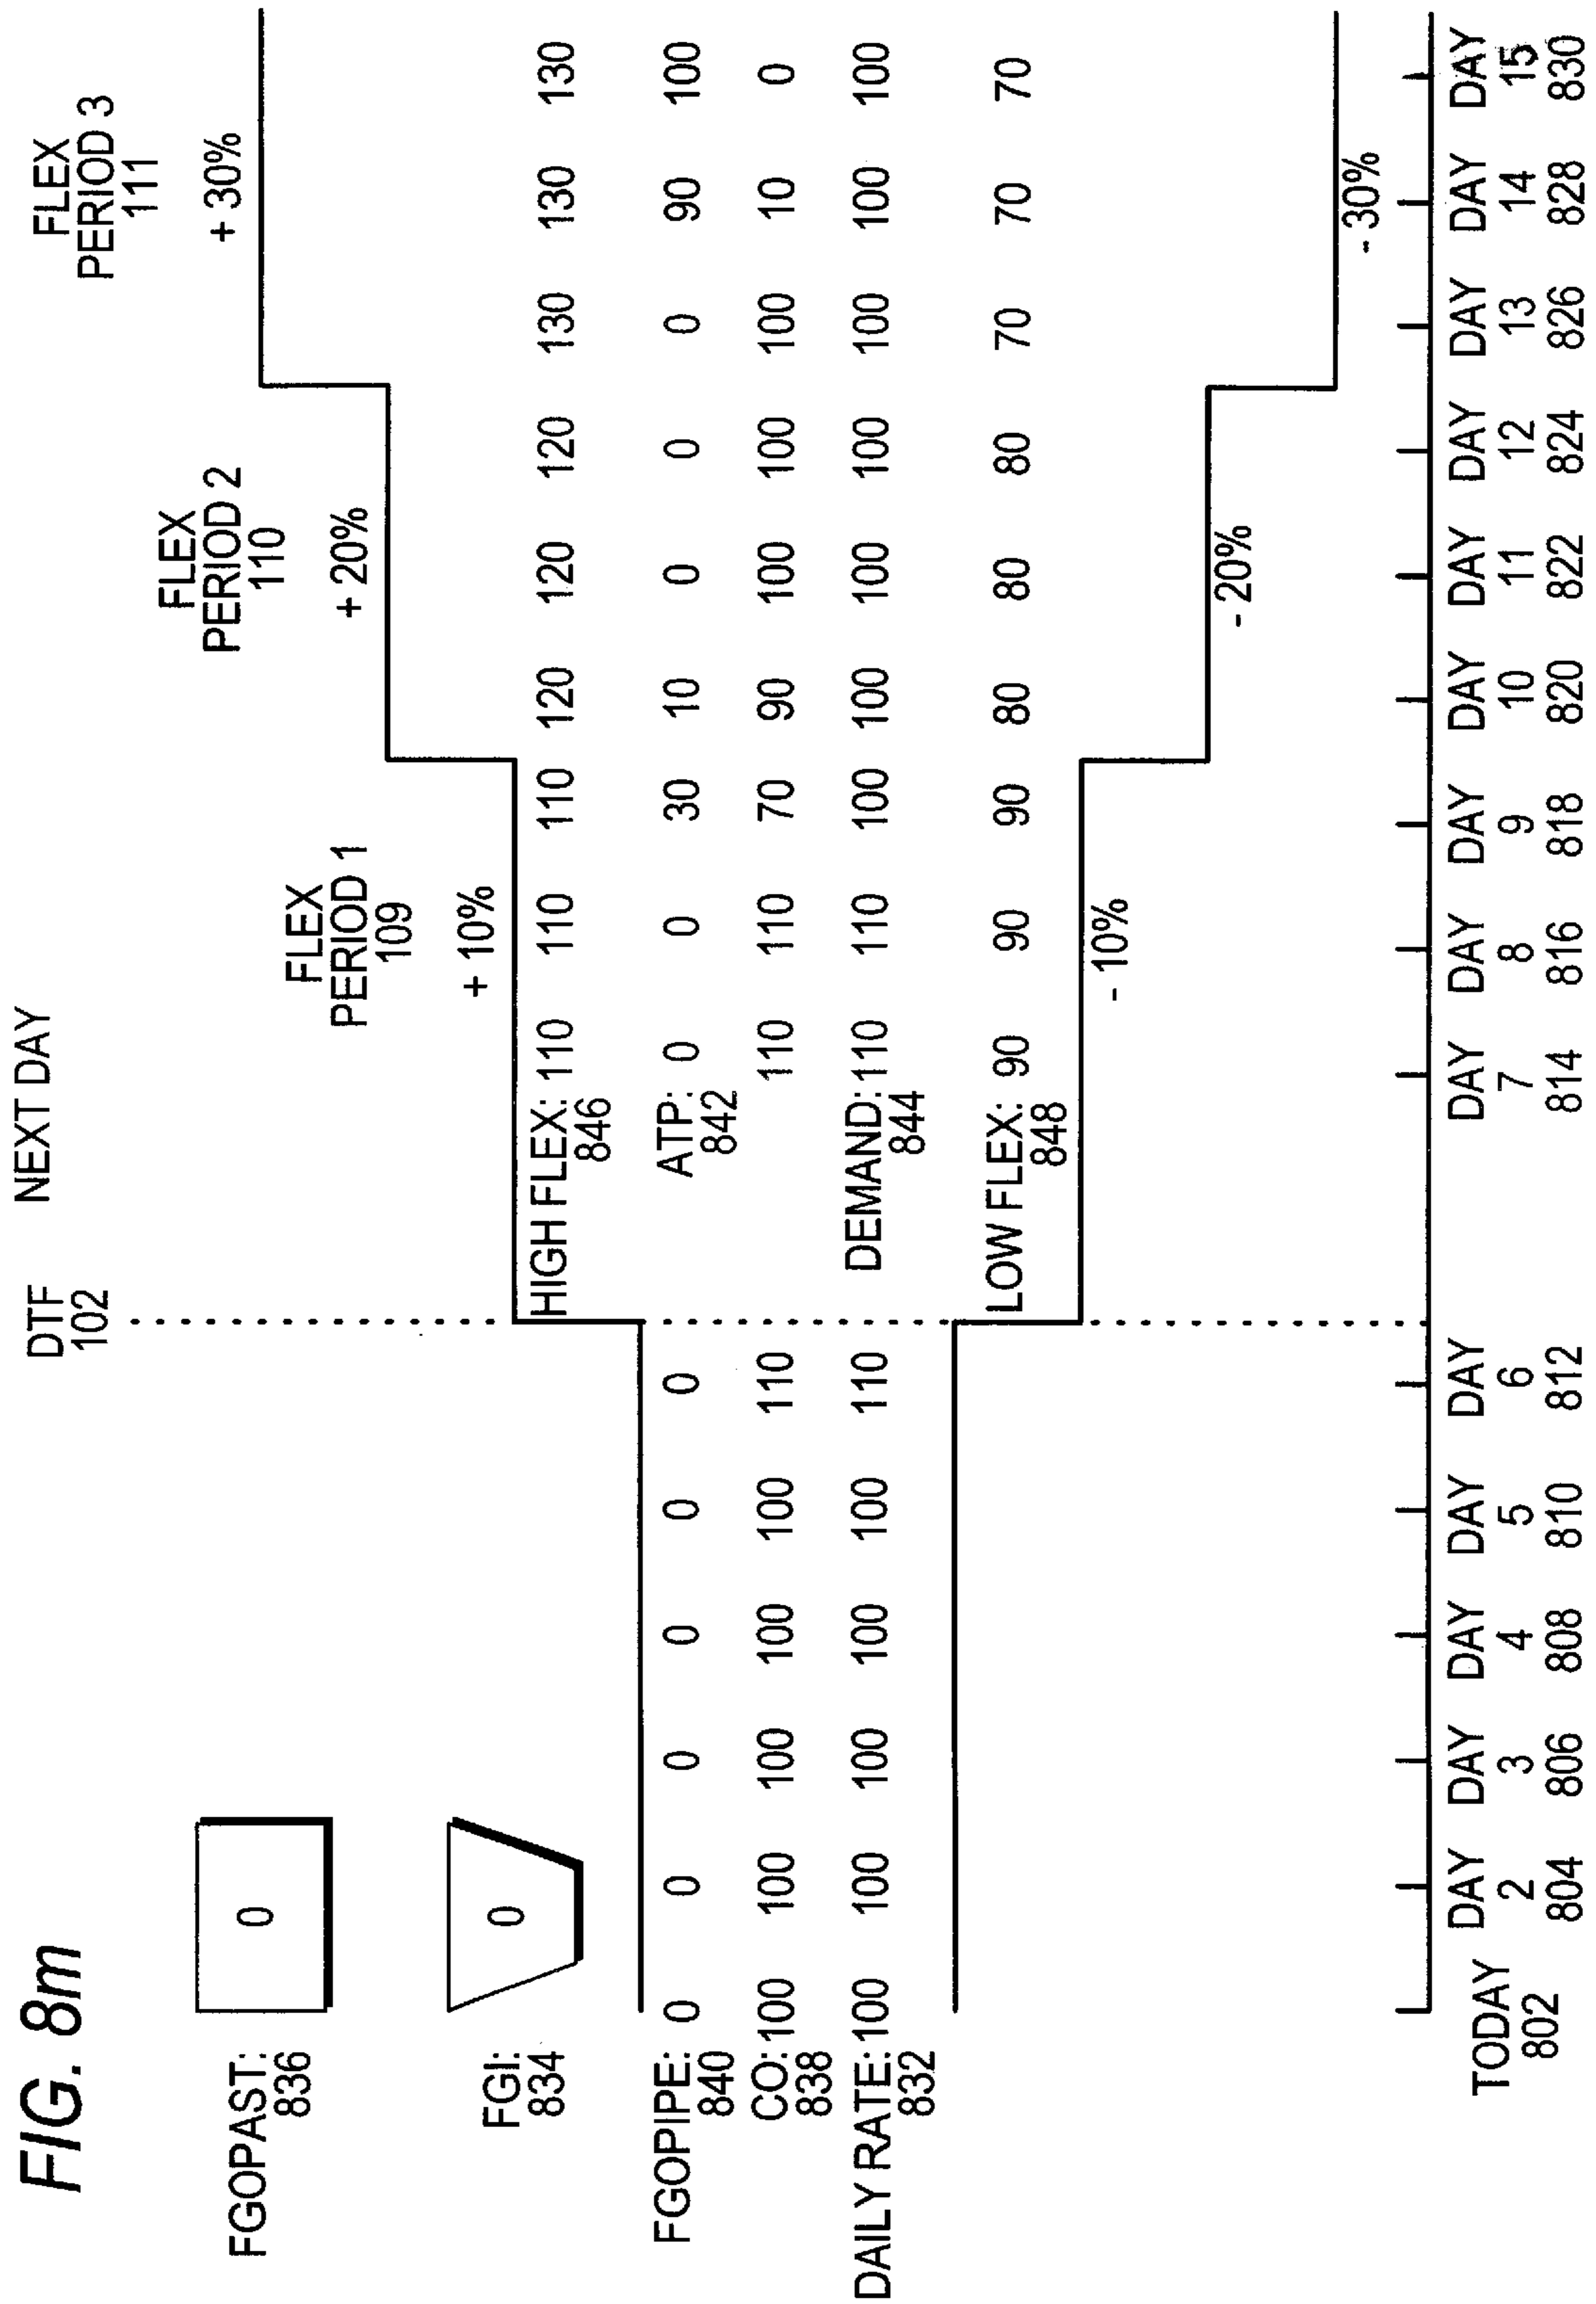 FIG. 8m
DTF
102
NEXT DAY
FLEX
PERIOD 3
111
+ 30%
FLEX
PERIOD 2
110
+ 20%
FLEX
PERIOD 1
109
+ 10%
FGOPAST:
836
0
FGI:
834
0
HIGH FLEX: 110 110 110 120 120 120 130 130 130
846
FGOPIPE: 0 0 0 0 0 0
840
ATP: 0 0 30 10 0 0 0 90 100
842
CO: 100 100 100 100 100 110 110 110 70 90 100 100 100 10 0
838
DAILY RATE: 100 100 100 100 100 110
832
DEMAND: 110 110 100 100 100 100 100 100 100
844
LOW FLEX: 90 90 90 80 80 80 70 70 70
848
- 10%
- 20%
- 30%
TODAY
802
DAY
2
804
DAY
3
806
DAY
4
808
DAY
5
810
DAY
6
812
DAY
7
814
DAY
8
816
DAY
9
818
DAY
10
820
DAY
11
822
DAY
12
824
DAY
13
826
DAY
14
828
DAY
15
830